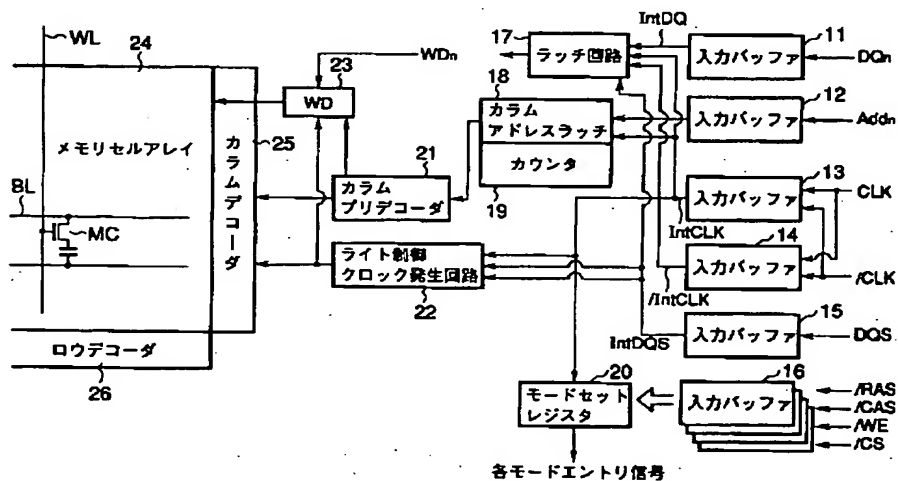 WL
24
WDn
23
WD
メモリセルアレイ
カラムデコーダ
25
BL
MC
ロウデコーダ
26
21
カラム
プリデコーダ
ライト制御
クロック発生回路
22
17
ラッチ回路
18
カラム
アドレスラッチ
カウンタ
19
IntDQ
11
入力バッファ
DQn
12
入力バッファ
Addn
13
入力バッファ
CLK
IntCLK
14
入力バッファ
/CLK
/IntCLK
15
入力バッファ
DQS
IntDQS
20
モードセット
レジスタ
16
入力バッファ
/RAS
/CAS
/WE
/CS
各モードエントリ信号